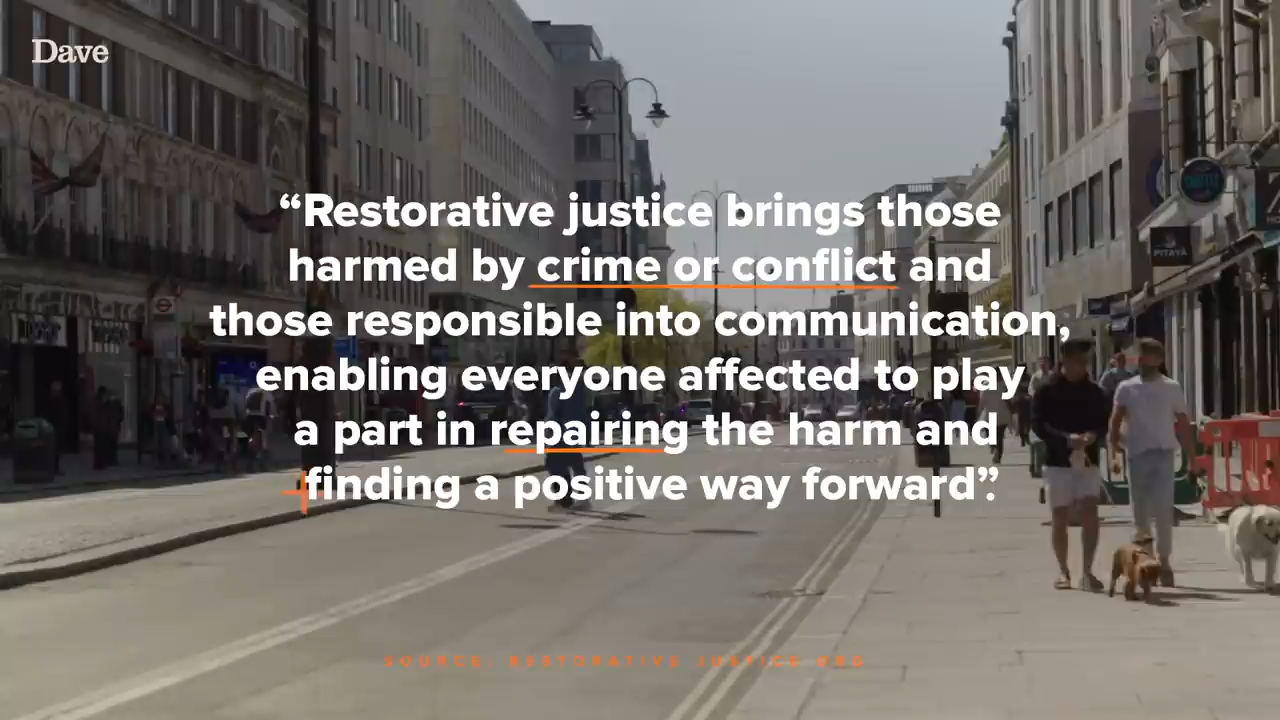 Dave
“Restorative justice brings those
harmed by crime or conflict and
those responsible into communication,
enabling everyone affected to play
a part in repairing the harm and
finding a positive way forward”.
PITAYA
SOURCE: RESTORATIVE JUSTICE.ORG